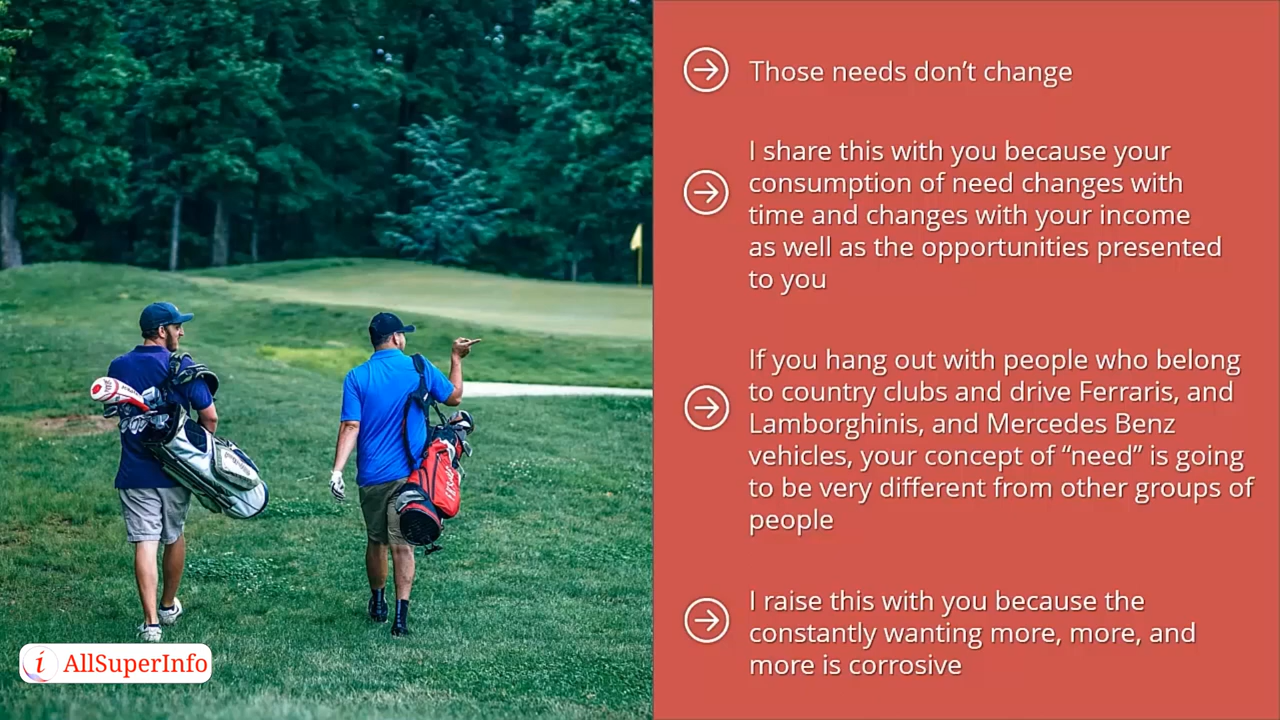 Those needs don’t change
I share this with you because your
consumption of need changes with
time and changes with your income
as well as the opportunities presented
to you
If you hang out with people who belong
to country clubs and drive Ferraris, and
Lamborghinis, and Mercedes Benz
vehicles, your concept of “need” is going
to be very different from other groups of
people
I raise this with you because the
constantly wanting more, more, and
more is corrosive
i AllSuperInfo